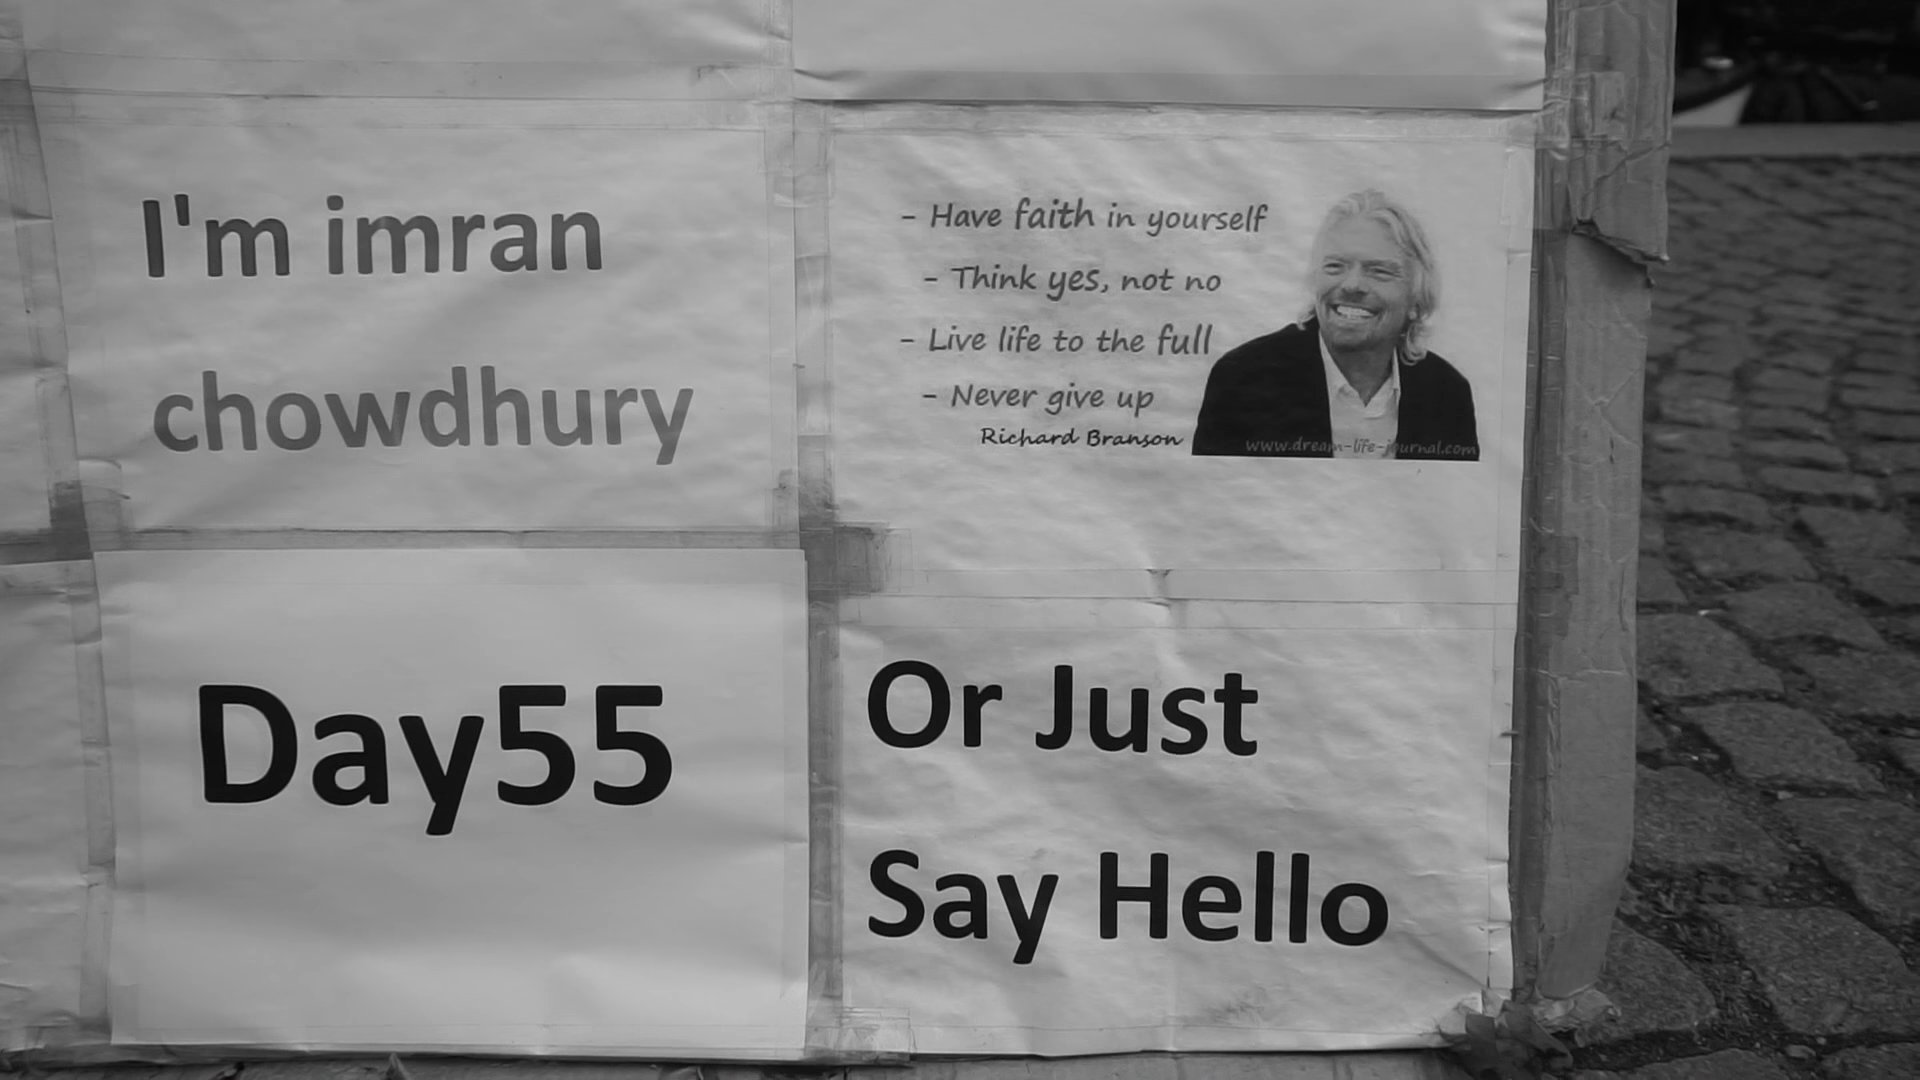 I'm imran
chowdhury
- Have faith in yourself
- Think yes, not no
- Live life to the full
- Never give up
Richard Branson
www.dream-life-journal.com
Day55
Or Just
Say Hello